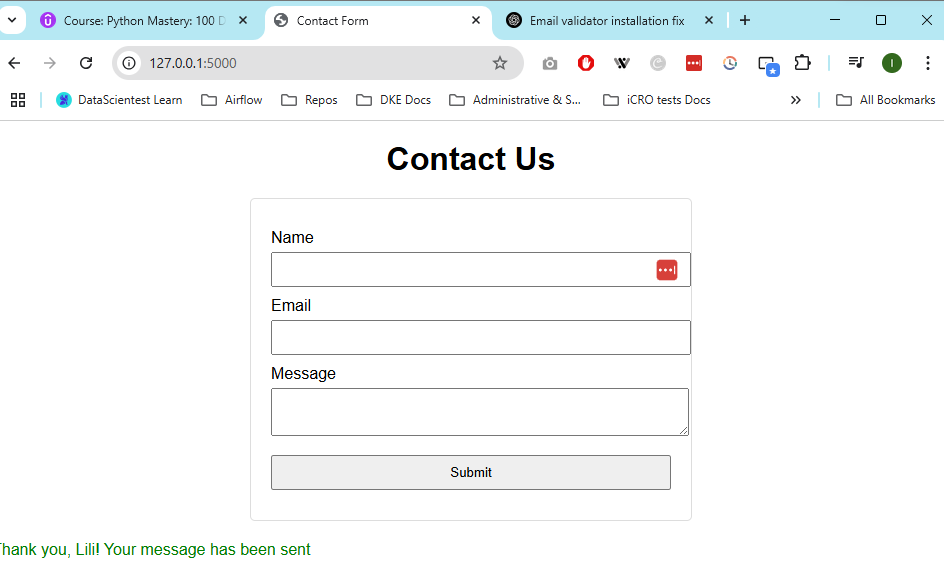 Course: Python Mastery: 100 D
Contact Form
Email validator installation fix
127.0.0.1:5000
I
DataScientest Learn
Airflow
Repos
DKE Docs
Administrative & S...
iCRO tests Docs
All Bookmarks
Contact Us
Name
Email
Message
Submit
hank you, Lili! Your message has been sent